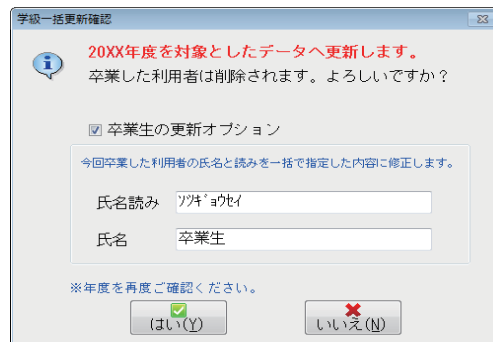 学級一括更新確認
20XX年度を対象としたデータへ更新します。
卒業した利用者は削除されます。よろしいですか？
卒業生の更新オプション
今回卒業した利用者の氏名と読みを一括で指定した内容に修正します。
氏名読み ｿﾂｷﾞｮｳｾｲ
氏名 卒業生
※年度を再度ご確認ください。
はい(Y) いいえ(N)